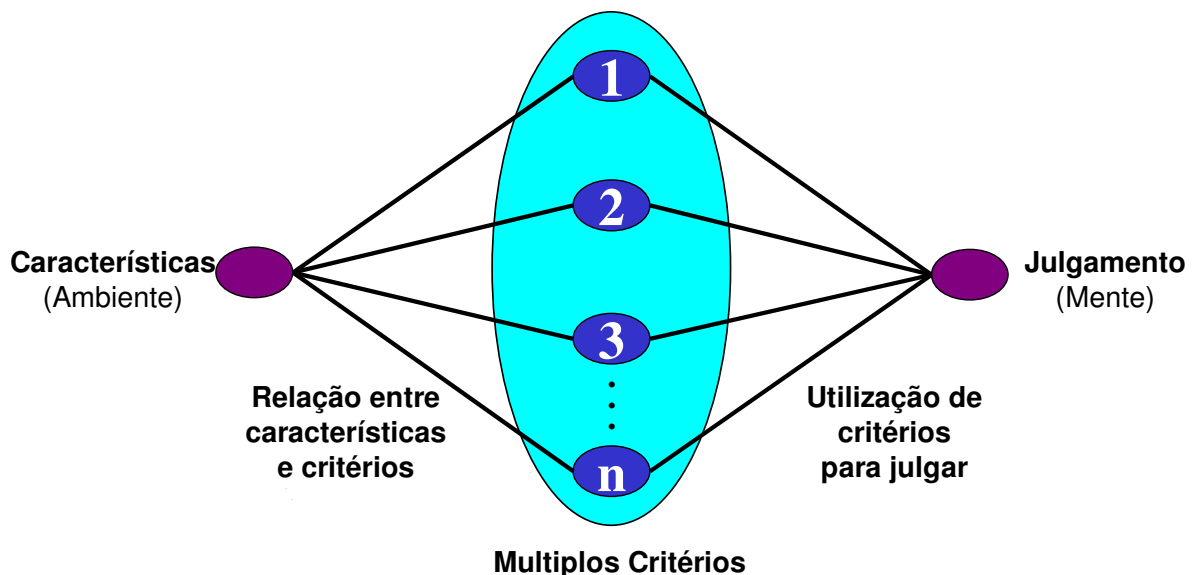 1
2
Características
(Ambiente)
Julgamento
(Mente)
3
Relação entre
características
e critérios
Utilização de
critérios
para julgar
n
Multiplos Critérios